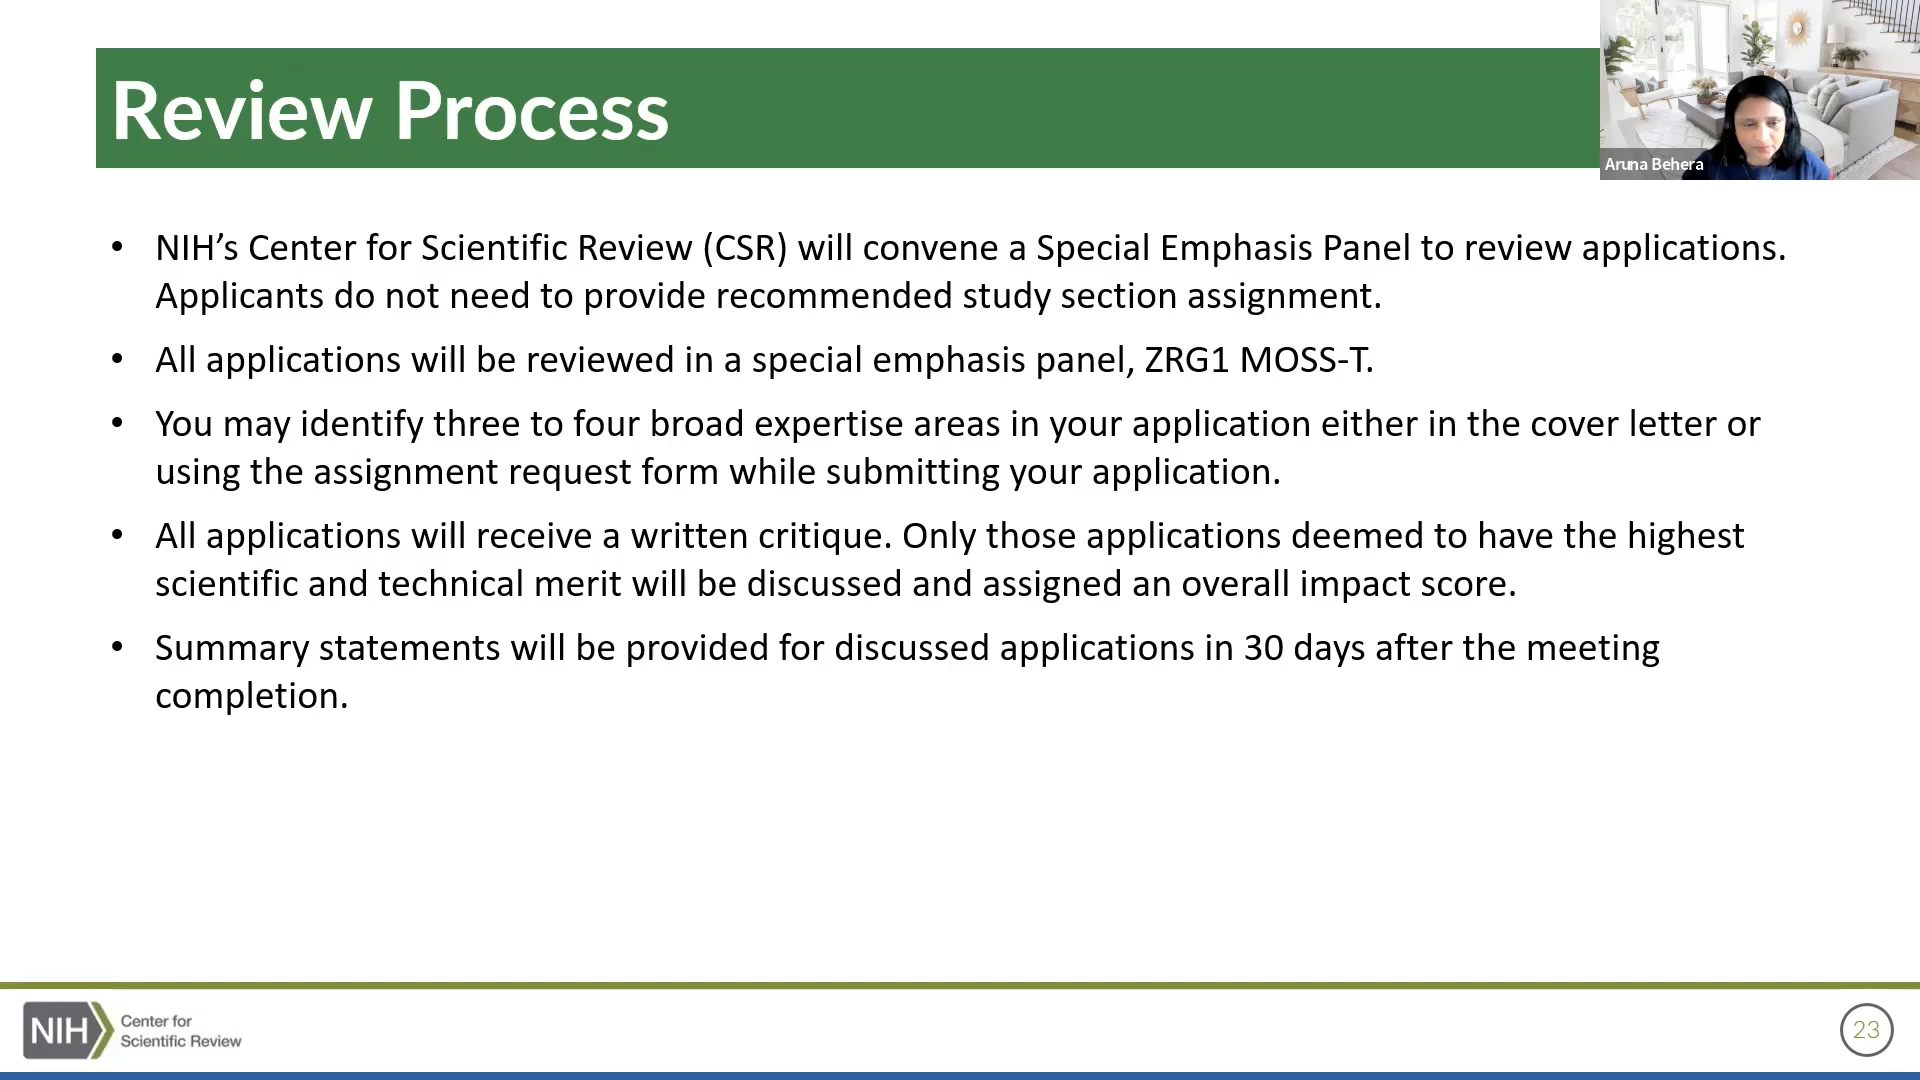 Review Process
Aruna Behera
• NIH’s Center for Scientific Review (CSR) will convene a Special Emphasis Panel to review applications.
Applicants do not need to provide recommended study section assignment.
• All applications will be reviewed in a special emphasis panel, ZRG1 MOSS-T.
• You may identify three to four broad expertise areas in your application either in the cover letter or
using the assignment request form while submitting your application.
• All applications will receive a written critique. Only those applications deemed to have the highest
scientific and technical merit will be discussed and assigned an overall impact score.
• Summary statements will be provided for discussed applications in 30 days after the meeting
completion.
NIH
Center for
Scientific Review
23